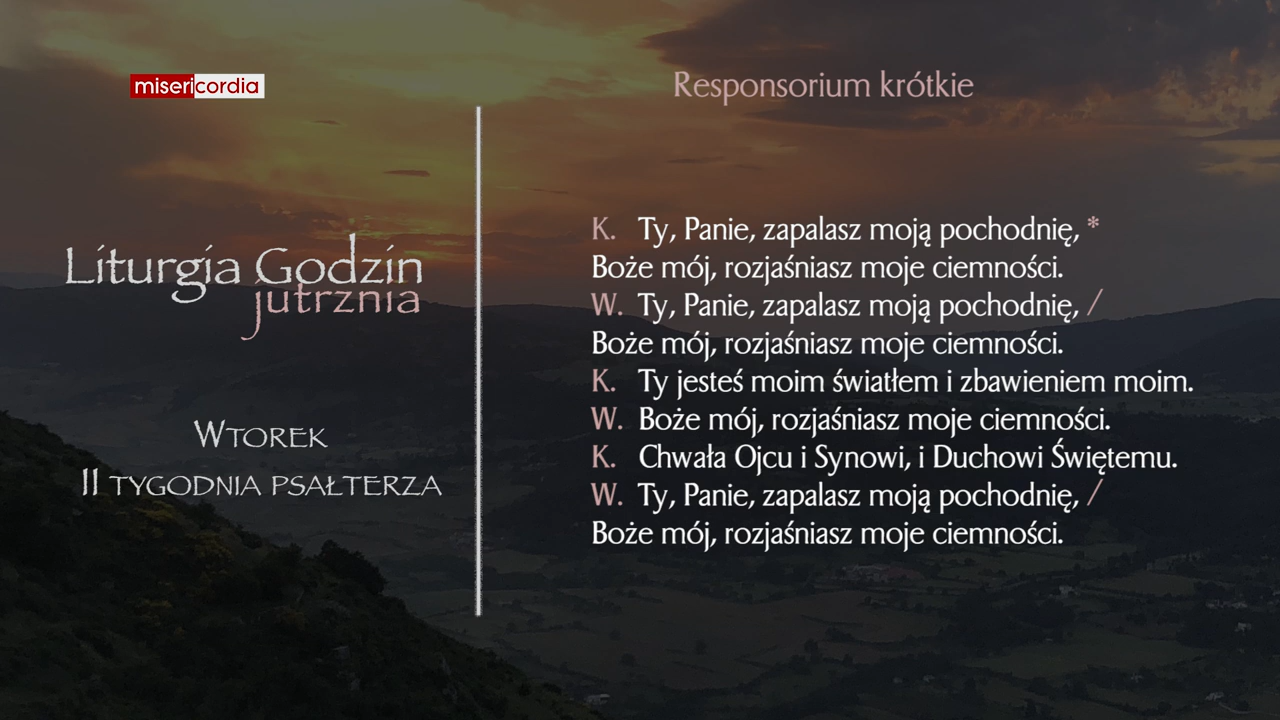 misericordia
Liturgia Godzin
jutrznia
Wtorek
II tygodnia psałterza
Responsorium krótkie
K. Ty, Panie, zapalasz moją pochodnię, *
Boże mój, rozjaśniasz moje ciemności.
W. Ty, Panie, zapalasz moją pochodnię, /
Boże mój, rozjaśniasz moje ciemności.
K. Ty jesteś moim światłem i zbawieniem moim.
W. Boże mój, rozjaśniasz moje ciemności.
K. Chwała Ojcu i Synowi, i Duchowi Świętemu.
W. Ty, Panie, zapalasz moją pochodnię, /
Boże mój, rozjaśniasz moje ciemności.